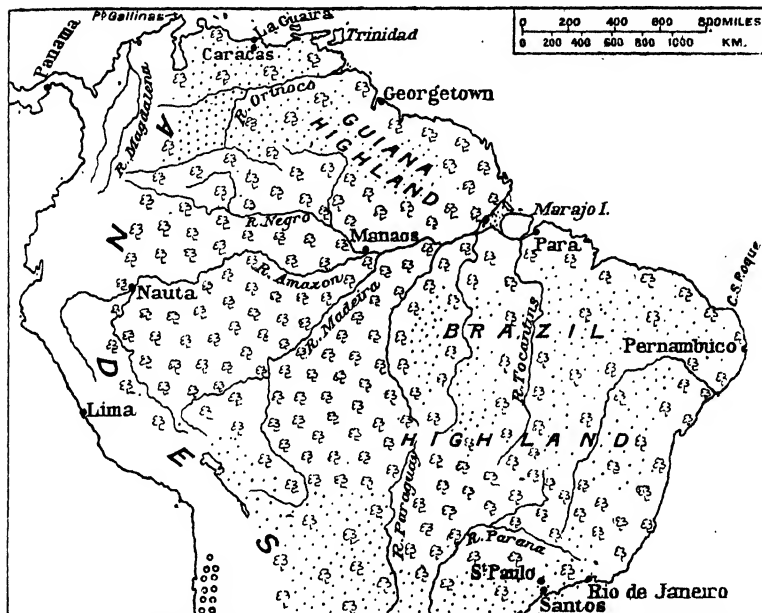 Pt Gallinas
La Guaira
Trinidad
Panama
Caracas
0 200 400 600 800 MILES
0 200 400 600 800 1000 KM.
R. Magdalena
R. Orinoco
Georgetown
GUIANA
HIGHLAND
ANDES
R. Negro
Manaos
Marajo I.
Para
R. Amazon
Nauta
R. Madeira
C. S. Roque
BRAZIL
HIGHLAND
Pernambuco
R. Tocantins
Lima
R. Paraguay
R. Parana
St Paulo
Santos
Rio de Janeiro